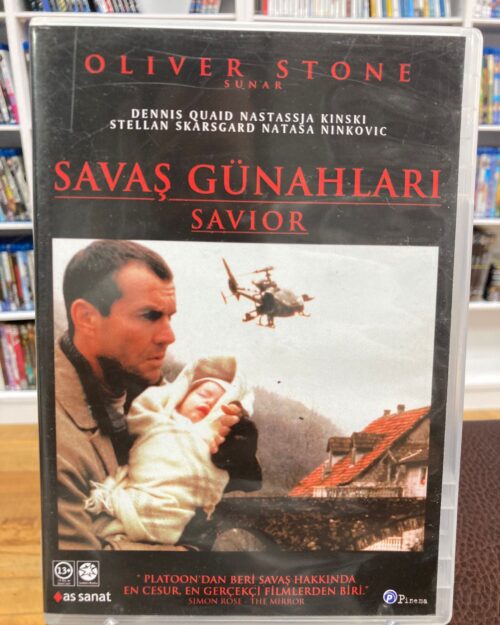 OLIVER STONE
SUNAR
DENNIS QUAID NASTASSJA KINSKI
STELLAN SKARSGARD NATAŠA NINKOVIC
SAVAŞ GÜNAHLARI
SAVIOR
13+
" PLATOON'DAN BERİ SAVAŞ HAKKINDA
EN CESUR, EN GERÇEKÇİ FİLMLERDEN BİRİ."
SIMON ROSE - THE MIRROR
as sanat
Pinema